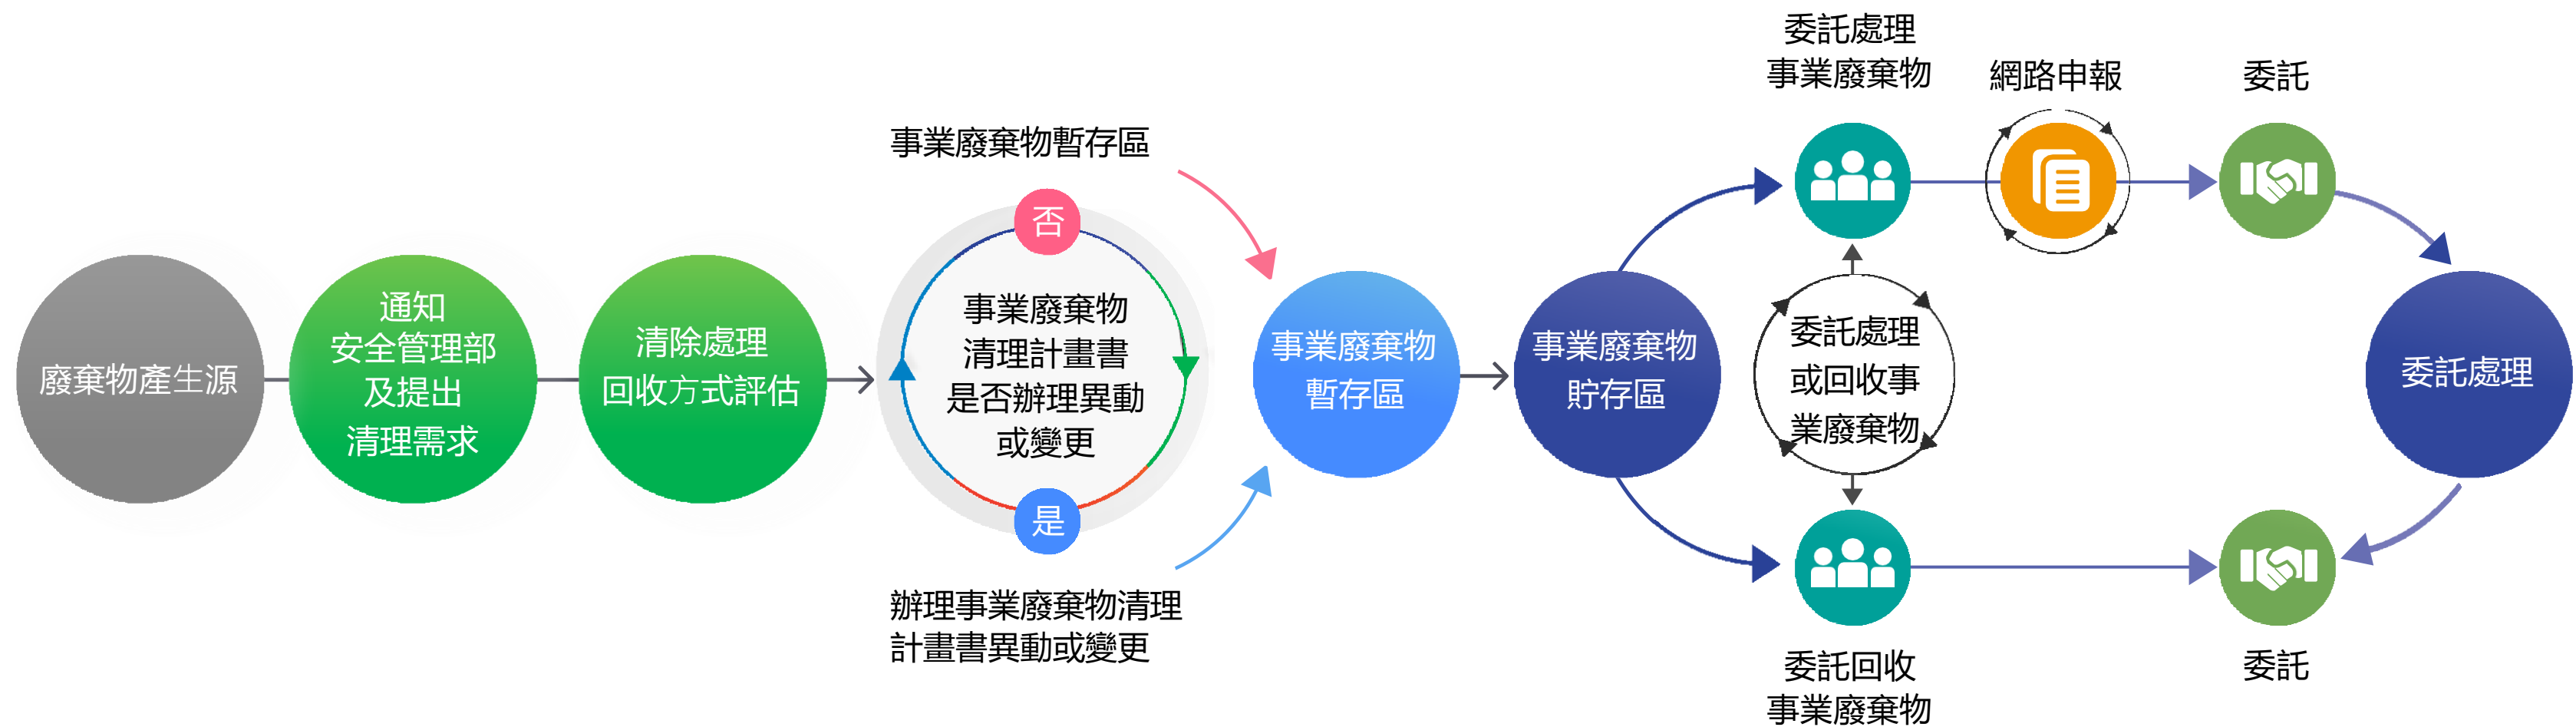 廢棄物產生源
通知
安全管理部
及提出
清理需求
清除處理
回收方式評估
事業廢棄物暫存區
否
事業廢棄物
清理計畫書
是否辦理異動
或變更
是
辦理事業廢棄物清理
計畫書異動或變更
事業廢棄物
暫存區
事業廢棄物
貯存區
委託處理
事業廢棄物
網路申報
委託
委託處理
或回收事
業廢棄物
委託回收
事業廢棄物
委託
委託處理